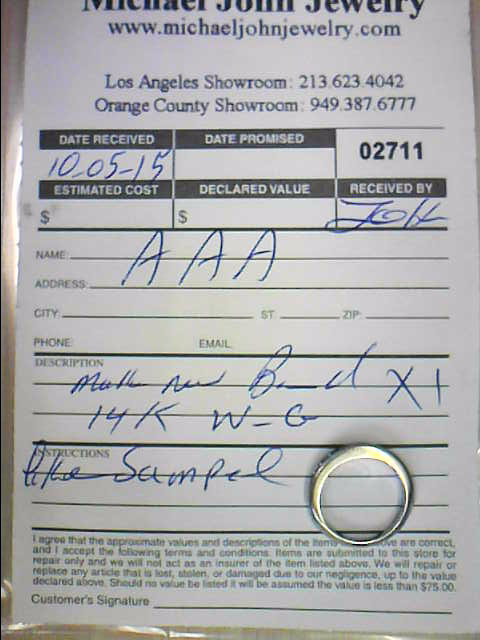 Michael John Jewelry
www.michaeljohnjewelry.com
Los Angeles Showroom: 213.623.4042
Orange County Showroom: 949.387.6777
DATE RECEIVED DATE PROMISED 02711
10-05-15
ESTIMATED COST DECLARED VALUE RECEIVED BY
$ $ JOH
NAME: AAA
ADDRESS:
CITY: ST: ZIP:
PHONE: EMAIL
DESCRIPTION
make new Band X1
14K W-G
INSTRUCTIONS
like Sampel
I agree that the approximate values and descriptions of the items above are correct,
and I accept the following terms and conditions. Items are submitted to this store for
repair only and we will not act as an insurer of the item listed above. We will repair or
replace any article that is lost, stolen, or damaged due to our negligence, up to the value
declared above. Should no value be listed it will be assumed the value is less than $75.00.
Customer's Signature